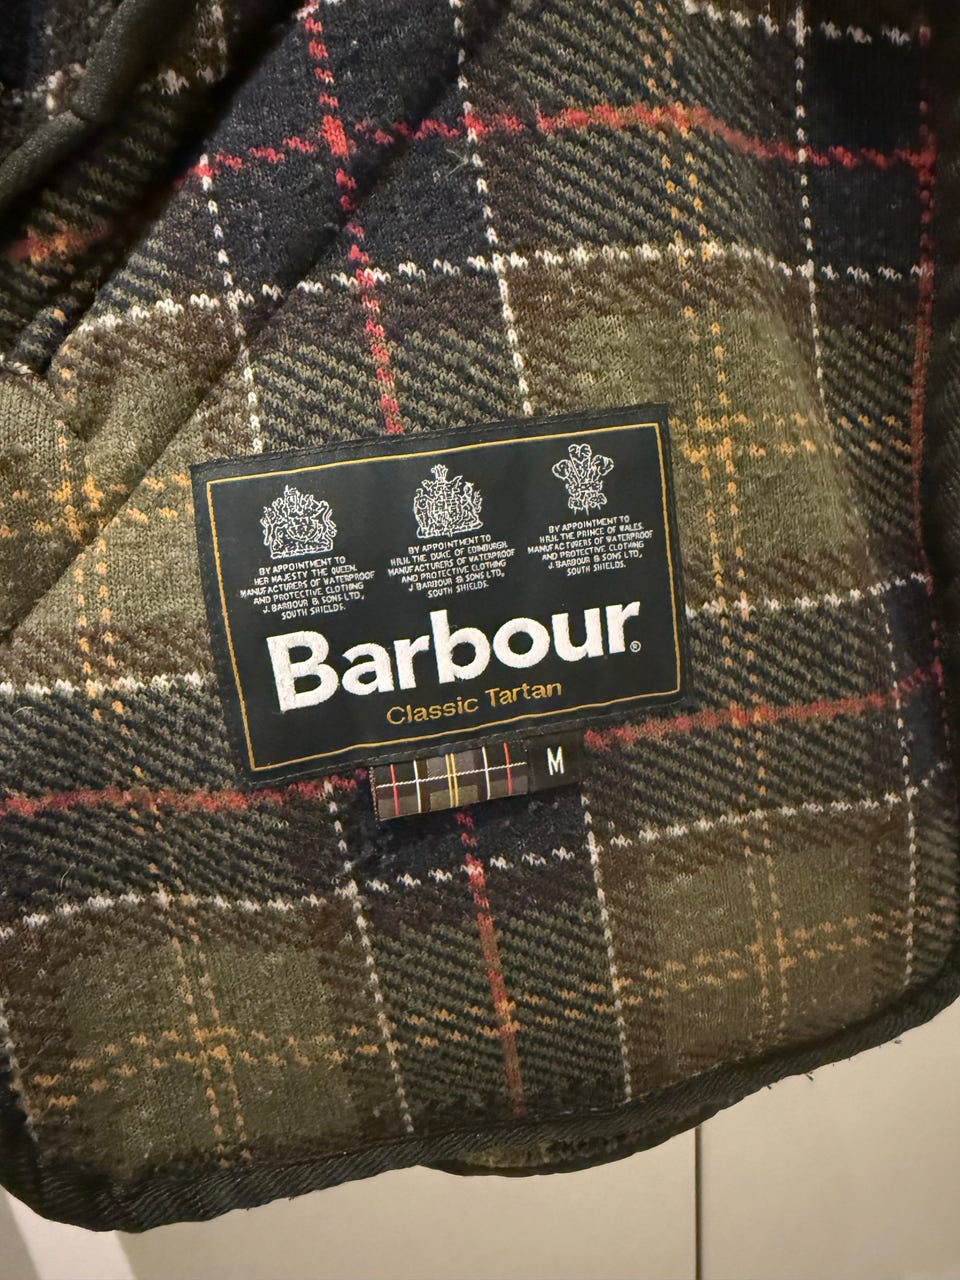 BY APPOINTMENT TO
HER MAJESTY THE QUEEN,
MANUFACTURERS OF WATERPROOF
AND PROTECTIVE CLOTHING
J. BARBOUR & SONS LTD,
SOUTH SHIELDS.
BY APPOINTMENT TO
H.R.H. THE DUKE OF EDINBURGH
MANUFACTURERS OF WATERPROOF
AND PROTECTIVE CLOTHING
J. BARBOUR & SONS LTD,
SOUTH SHIELDS.
BY APPOINTMENT TO
H.R.H. THE PRINCE OF WALES,
MANUFACTURERS OF WATERPROOF
AND PROTECTIVE CLOTHING
J. BARBOUR & SONS LTD,
SOUTH SHIELDS.
Barbour®
Classic Tartan
M